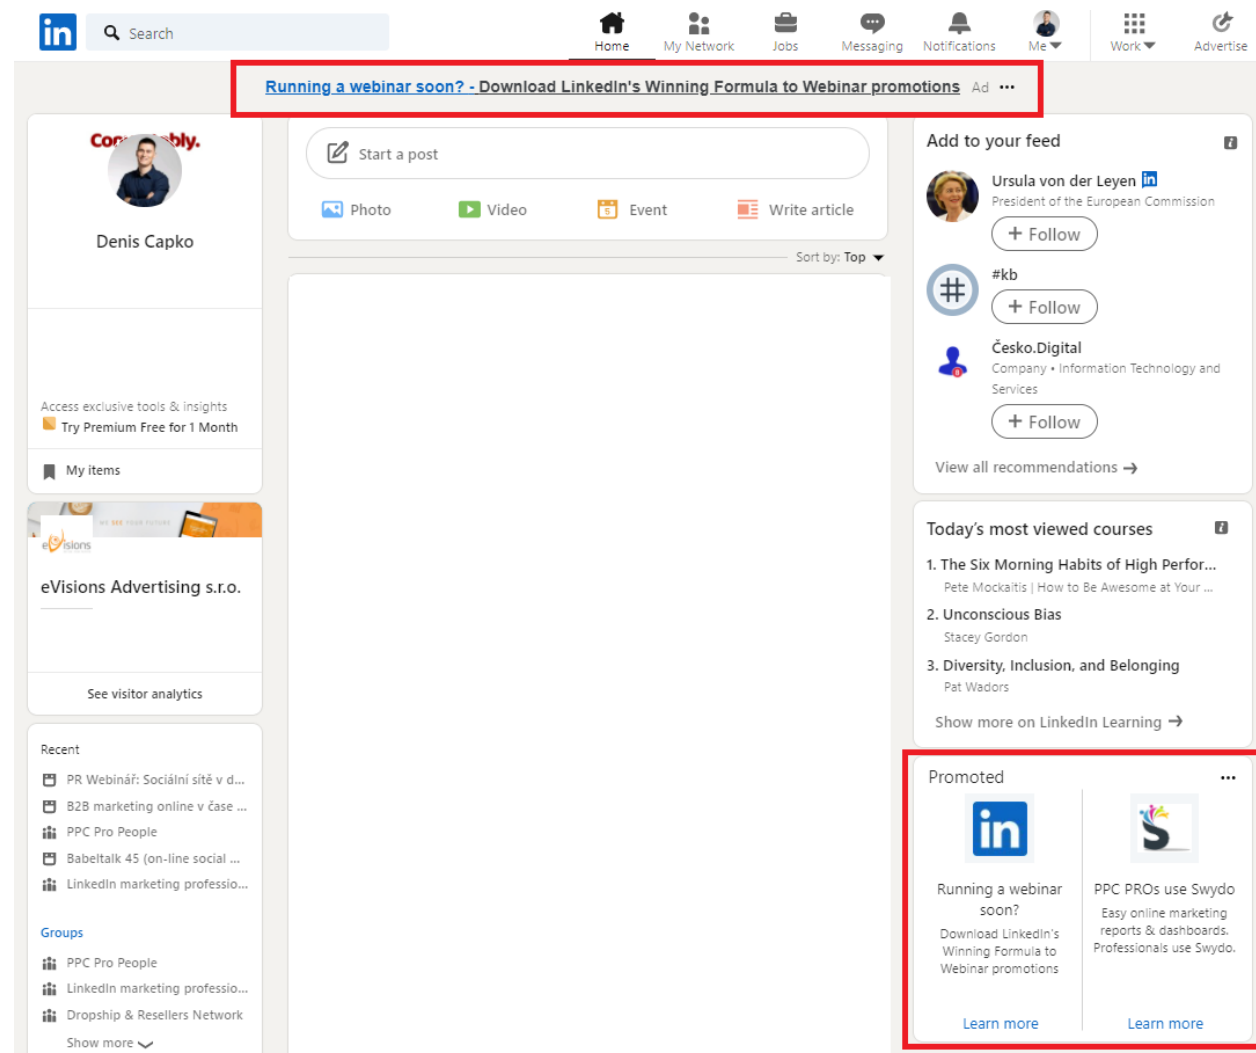 in
Search
Home
My Network
Jobs
Messaging
Notifications
Me
Work
Advertise
Running a webinar soon? - Download LinkedIn's Winning Formula to Webinar promotions Ad •••
Denis Capko
Access exclusive tools & insights
Try Premium Free for 1 Month
My items
WE SEE YOUR FUTURE
eVisions
eVisions Advertising s.r.o.
See visitor analytics
Recent
PR Webinář: Sociální sítě v d...
B2B marketing online v čase ...
PPC Pro People
Babeltalk 45 (on-line social ...
LinkedIn marketing professio...
Groups
PPC Pro People
LinkedIn marketing professio...
Dropship & Resellers Network
Show more
Start a post
Photo
Video
Event
Write article
Sort by: Top
Add to your feed
Ursula von der Leyen in
President of the European Commission
+ Follow
#kb
+ Follow
Česko.Digital
Company • Information Technology and
Services
+ Follow
View all recommendations →
Today's most viewed courses
1. The Six Morning Habits of High Perfor...
Pete Mockaitis | How to Be Awesome at Your ...
2. Unconscious Bias
Stacey Gordon
3. Diversity, Inclusion, and Belonging
Pat Wadors
Show more on LinkedIn Learning →
Promoted
in
Running a webinar
soon?
Download LinkedIn's
Winning Formula to
Webinar promotions
Learn more
S
PPC PROs use Swydo
Easy online marketing
reports & dashboards.
Professionals use Swydo.
Learn more